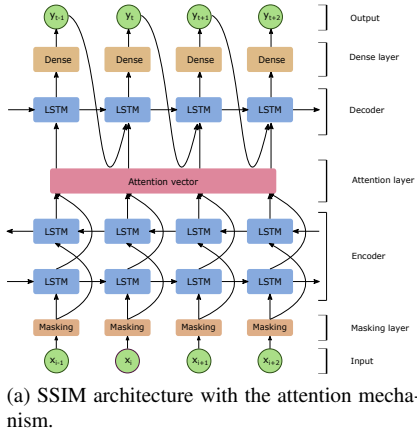 y_{t-1} y_t y_{t+1} y_{t+2} Output
Dense Dense Dense Dense Dense layer
LSTM LSTM LSTM LSTM Decoder
Attention vector Attention layer
LSTM LSTM LSTM LSTM
Encoder
LSTM LSTM LSTM LSTM
Masking Masking Masking Masking Masking layer
x_{i-1} x_i x_{i+1} x_{i+2} Input
(a) SSIM architecture with the attention mecha-
nism.